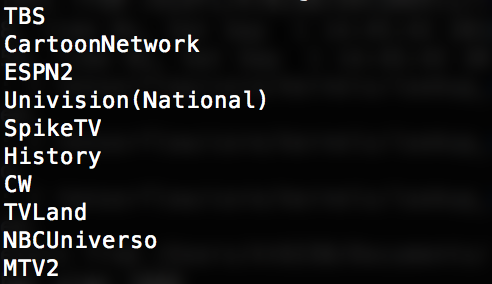 TBS
CartoonNetwork
ESPN2
Univision(National)
SpikeTV
History
CW
TVLand
NBCUniverso
MTV2